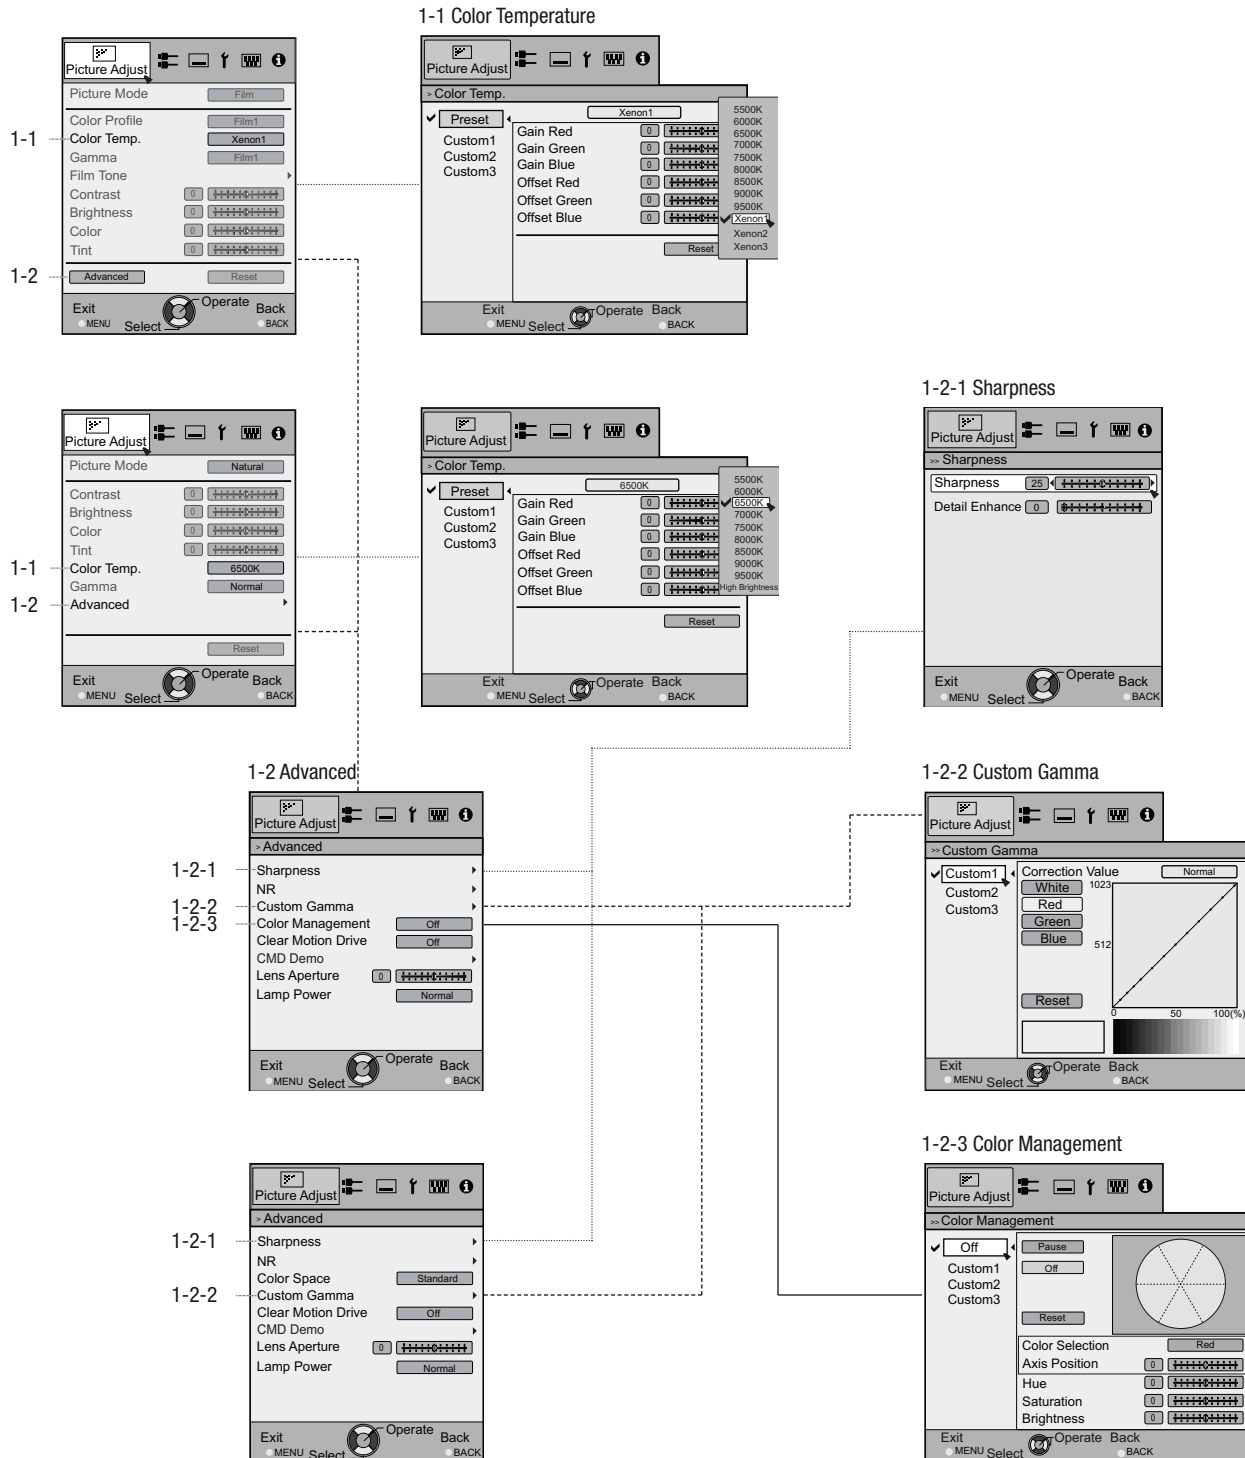 1-1 Color Temperature
Picture Adjust
Picture Mode Film
Color Profile Film1
1-1 Color Temp. Xenon1
Gamma Film1
Film Tone
Contrast 0
Brightness 0
Color 0
Tint 0
1-2 Advanced Reset
Exit Operate Back
MENU Select BACK
Picture Adjust
> Color Temp.
Preset Xenon1
Custom1
Custom2
Custom3
Gain Red 0
Gain Green 0
Gain Blue 0
Offset Red 0
Offset Green 0
Offset Blue 0
Reset
5500K
6000K
6500K
7000K
7500K
8000K
8500K
9000K
9500K
Xenon1
Xenon2
Xenon3
Exit Operate Back
MENU Select BACK
Picture Adjust
Picture Mode Natural
Contrast 0
Brightness 0
Color 0
Tint 0
1-1 Color Temp. 6500K
Gamma Normal
1-2 Advanced
Reset
Exit Operate Back
MENU Select BACK
Picture Adjust
> Color Temp.
Preset 6500K
Custom1
Custom2
Custom3
Gain Red 0
Gain Green 0
Gain Blue 0
Offset Red 0
Offset Green 0
Offset Blue 0
Reset
5500K
6000K
6500K
7000K
7500K
8000K
8500K
9000K
9500K
High Brightness
Exit Operate Back
MENU Select BACK
1-2-1 Sharpness
Picture Adjust
>> Sharpness
Sharpness 25
Detail Enhance 0
Exit Operate Back
MENU Select BACK
1-2 Advanced
Picture Adjust
> Advanced
1-2-1 Sharpness
NR
1-2-2 Custom Gamma
1-2-3 Color Management Off
Clear Motion Drive Off
CMD Demo
Lens Aperture 0
Lamp Power Normal
Exit Operate Back
MENU Select BACK
1-2-2 Custom Gamma
Picture Adjust
>> Custom Gamma
Custom1
Custom2
Custom3
Correction Value Normal
White 1023
Red
Green
Blue 512
Reset
0 50 100(%)
Exit Operate Back
MENU Select BACK
Picture Adjust
> Advanced
1-2-1 Sharpness
NR
Color Space Standard
1-2-2 Custom Gamma
Clear Motion Drive Off
CMD Demo
Lens Aperture 0
Lamp Power Normal
Exit Operate Back
MENU Select BACK
1-2-3 Color Management
Picture Adjust
>> Color Management
Off
Custom1
Custom2
Custom3
Pause
Off
Reset
Color Selection Red
Axis Position 0
Hue 0
Saturation 0
Brightness 0
Exit Operate Back
MENU Select BACK